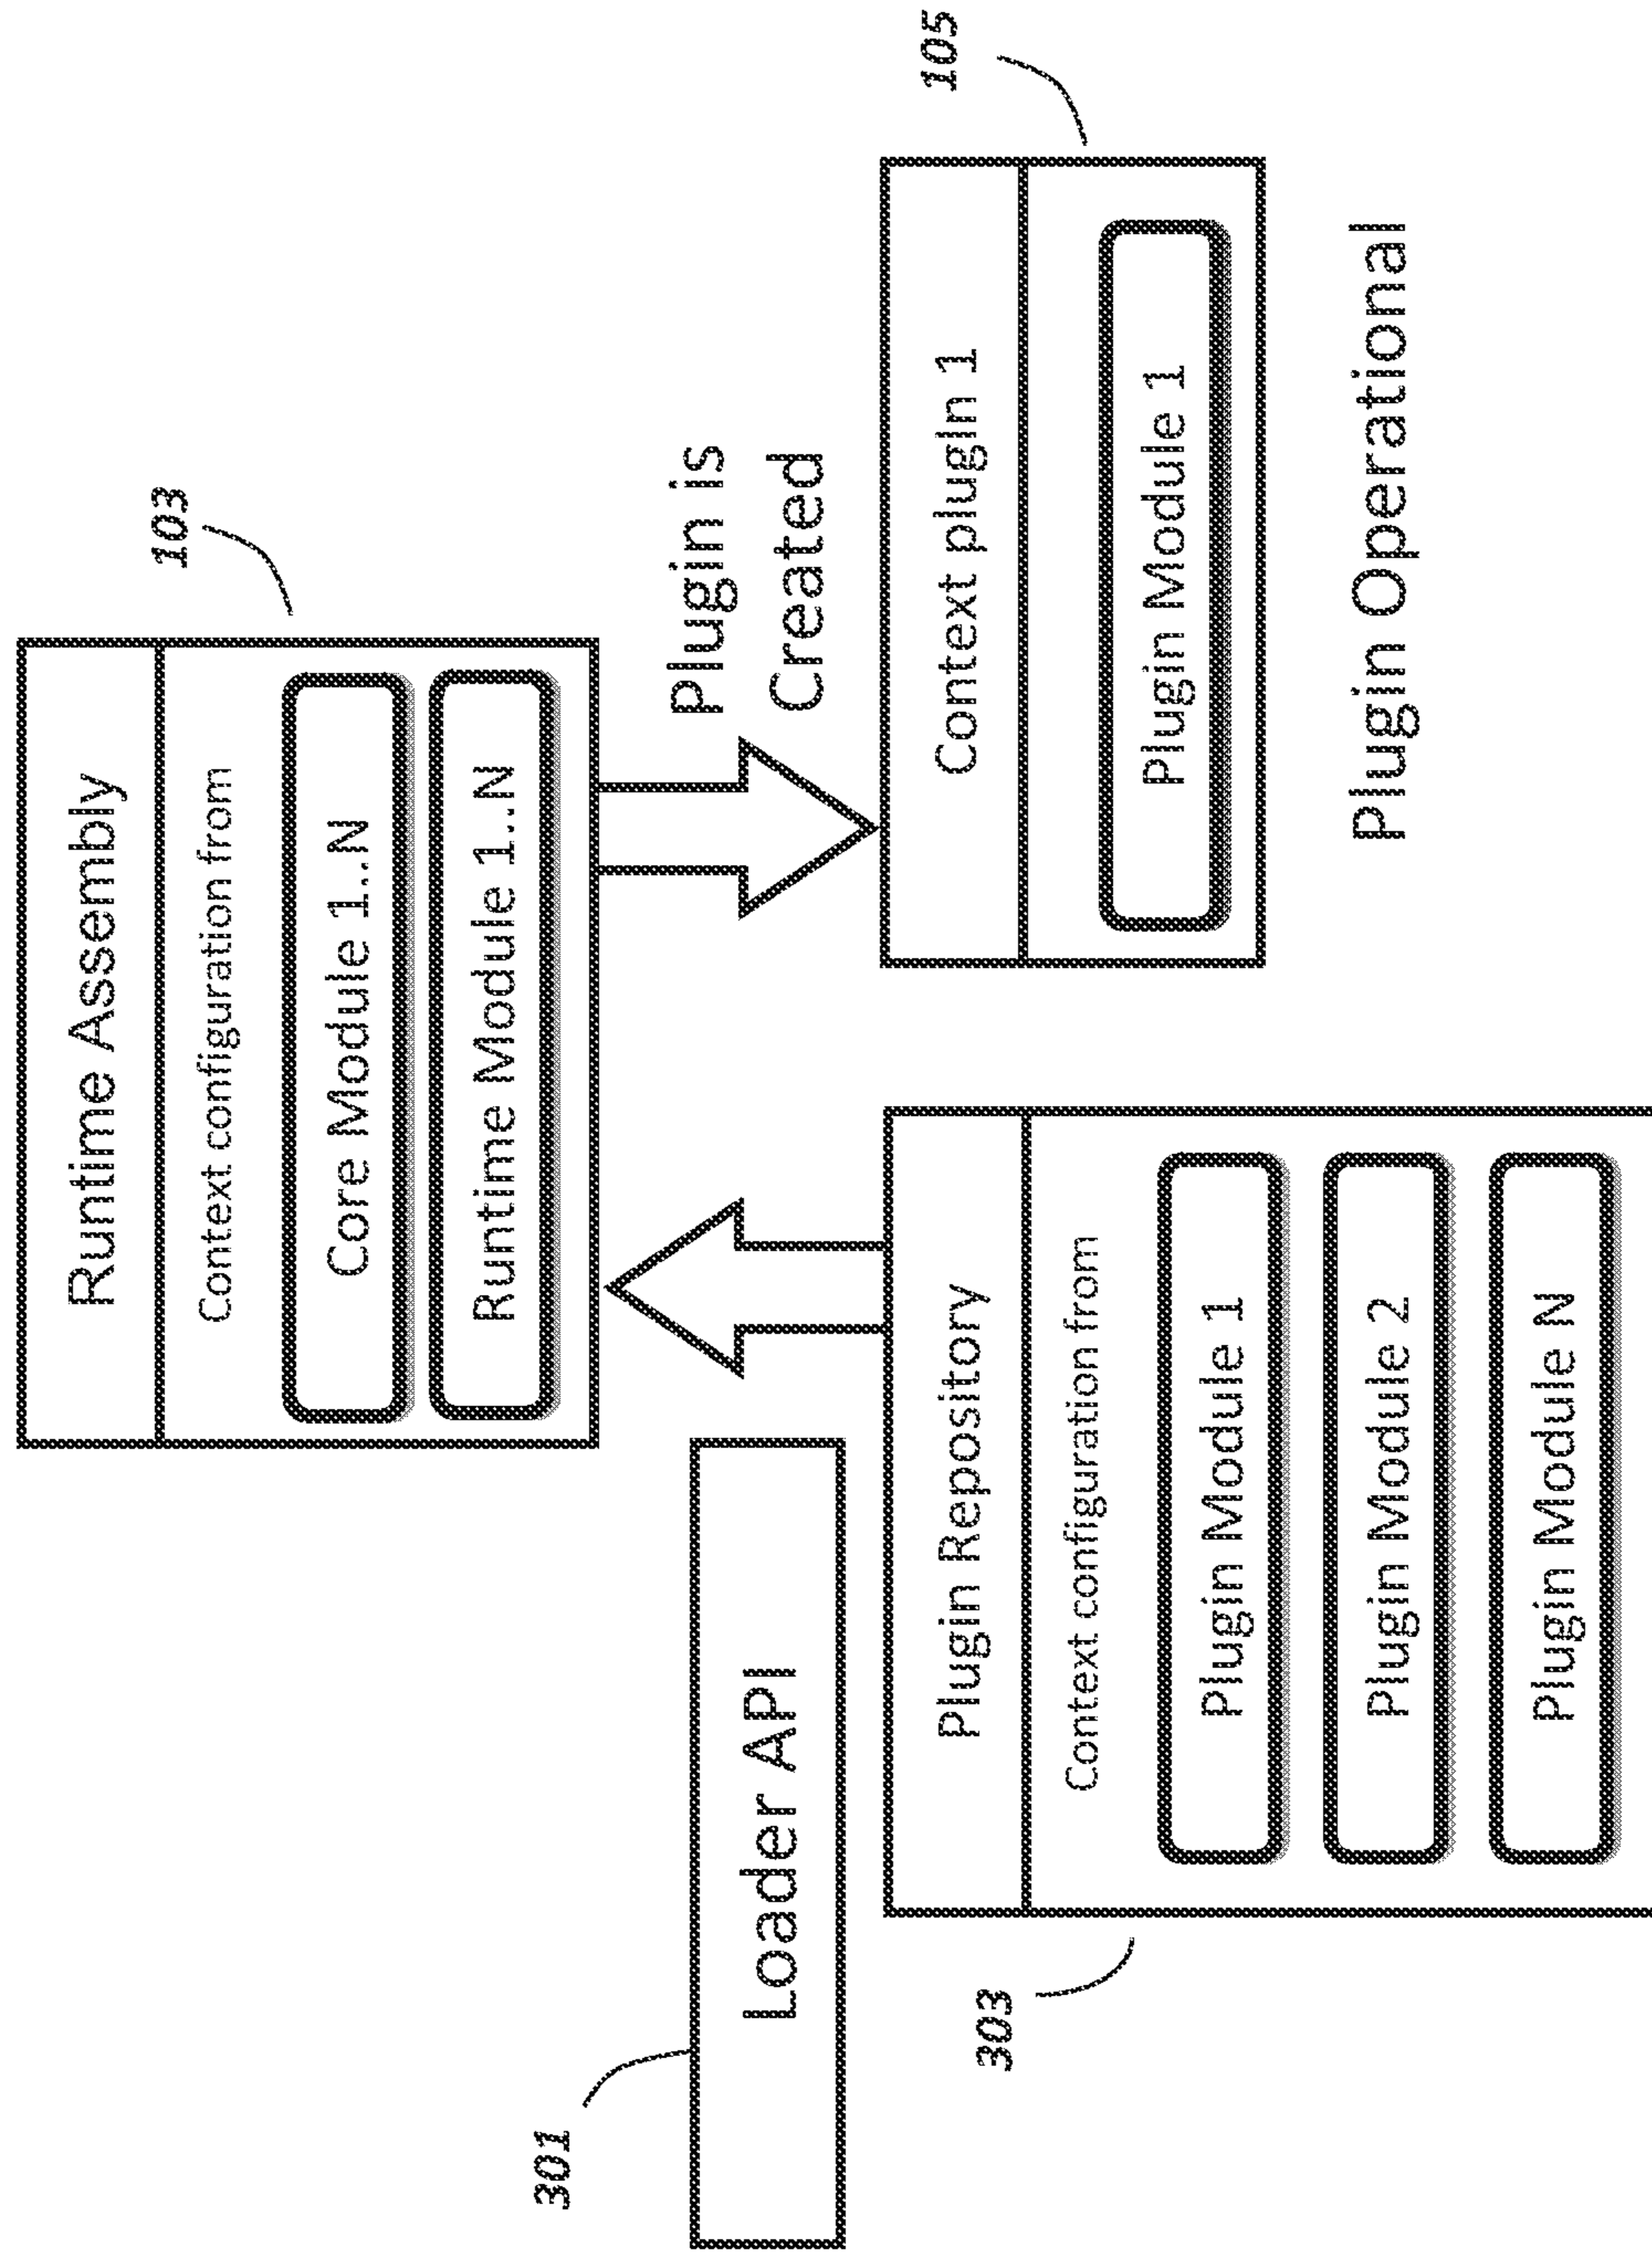 103
Runtime Assembly
Context configuration from
Core Module 1..N
Runtime Module 1..N
301
Loader API
Plugin is
Created
303
Plugin Repository
Context configuration from
Plugin Module 1
Plugin Module 2
Plugin Module N
105
Context plugin 1
Plugin Module 1
Plugin Operational